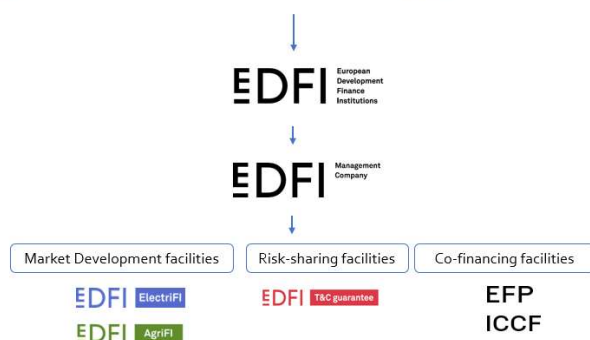 EDFI European
Development
Finance
Institutions
EDFI Management
Company
Market Development facilities
Risk-sharing facilities
Co-financing facilities
EDFI ElectriFI
EDFI T&C guarantee
EFP
EDFI AgriFI
ICCF